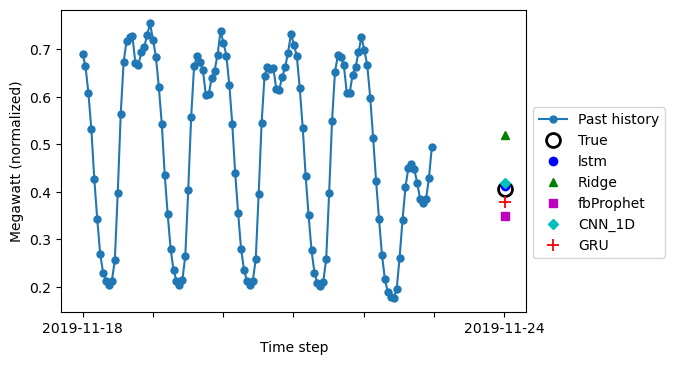 Megawatt (normalized)
0.7
0.6
0.5
0.4
0.3
0.2
2019-11-18
2019-11-24
Time step
Past history
True
lstm
Ridge
fbProphet
CNN_1D
GRU